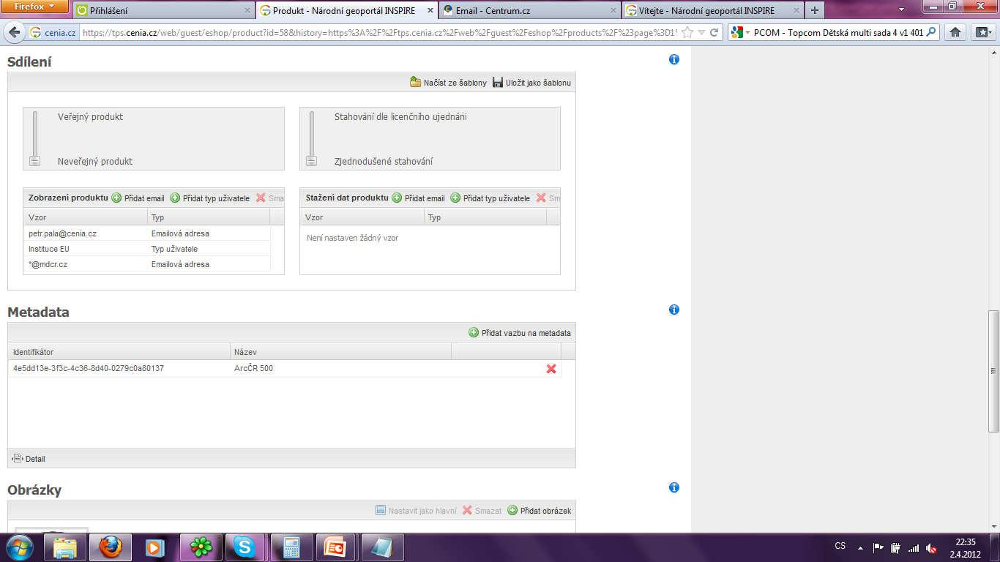 Firefox
Přihlášení
Produkt - Národní geoportál INSPIRE
Email - Centrum.cz
Vítejte - Národní geoportál INSPIRE
cenia.cz https://tps.cenia.cz/web/guest/eshop/product?id=58&history=https%3A%2F%2Ftps.cenia.cz%2Fweb%2Fguest%2Feshop%2Fproducts%2F%23page%3D1
PCOM - Topcom Dětská multi sada 4 v1 401
Sdílení
Načíst ze šablony Uložit jako šablonu
Veřejný produkt
Neveřejný produkt
Stahování dle licenčního ujednání
Zjednodušené stahování
Zobrazení produktu Přidat email Přidat typ uživatele Sma
Vzor Typ
petr.pala@cenia.cz Emailová adresa
Instituce EU Typ uživatele
*@mdcr.cz Emailová adresa
Stažení dat produktu Přidat email Přidat typ uživatele Sm
Vzor Typ
Není nastaven žádný vzor
Metadata
Přidat vazbu na metadata
Identifikátor Název
4e5dd13e-3f3c-4c36-8d40-0279c0a80137 ArcČR 500
Detail
Obrázky
Nastavit jako hlavní Smazat Přidat obrázek
CS
22:35
2.4.2012